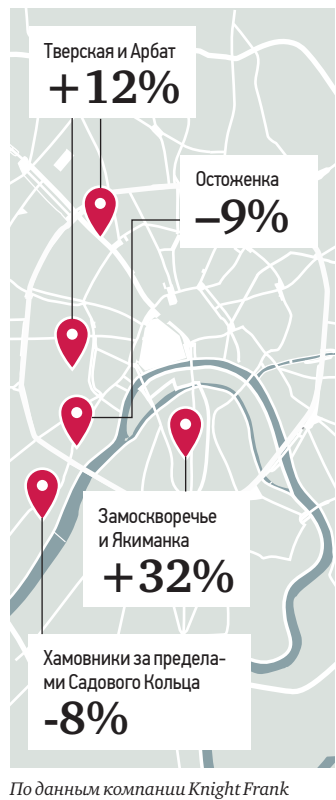 Тверская и Арбат
+12%
Остоженка
–9%
Замоскворечье
и Якиманка
+32%
Хамовники за предела-
ми Садового Кольца
-8%
По данным компании Knight Frank